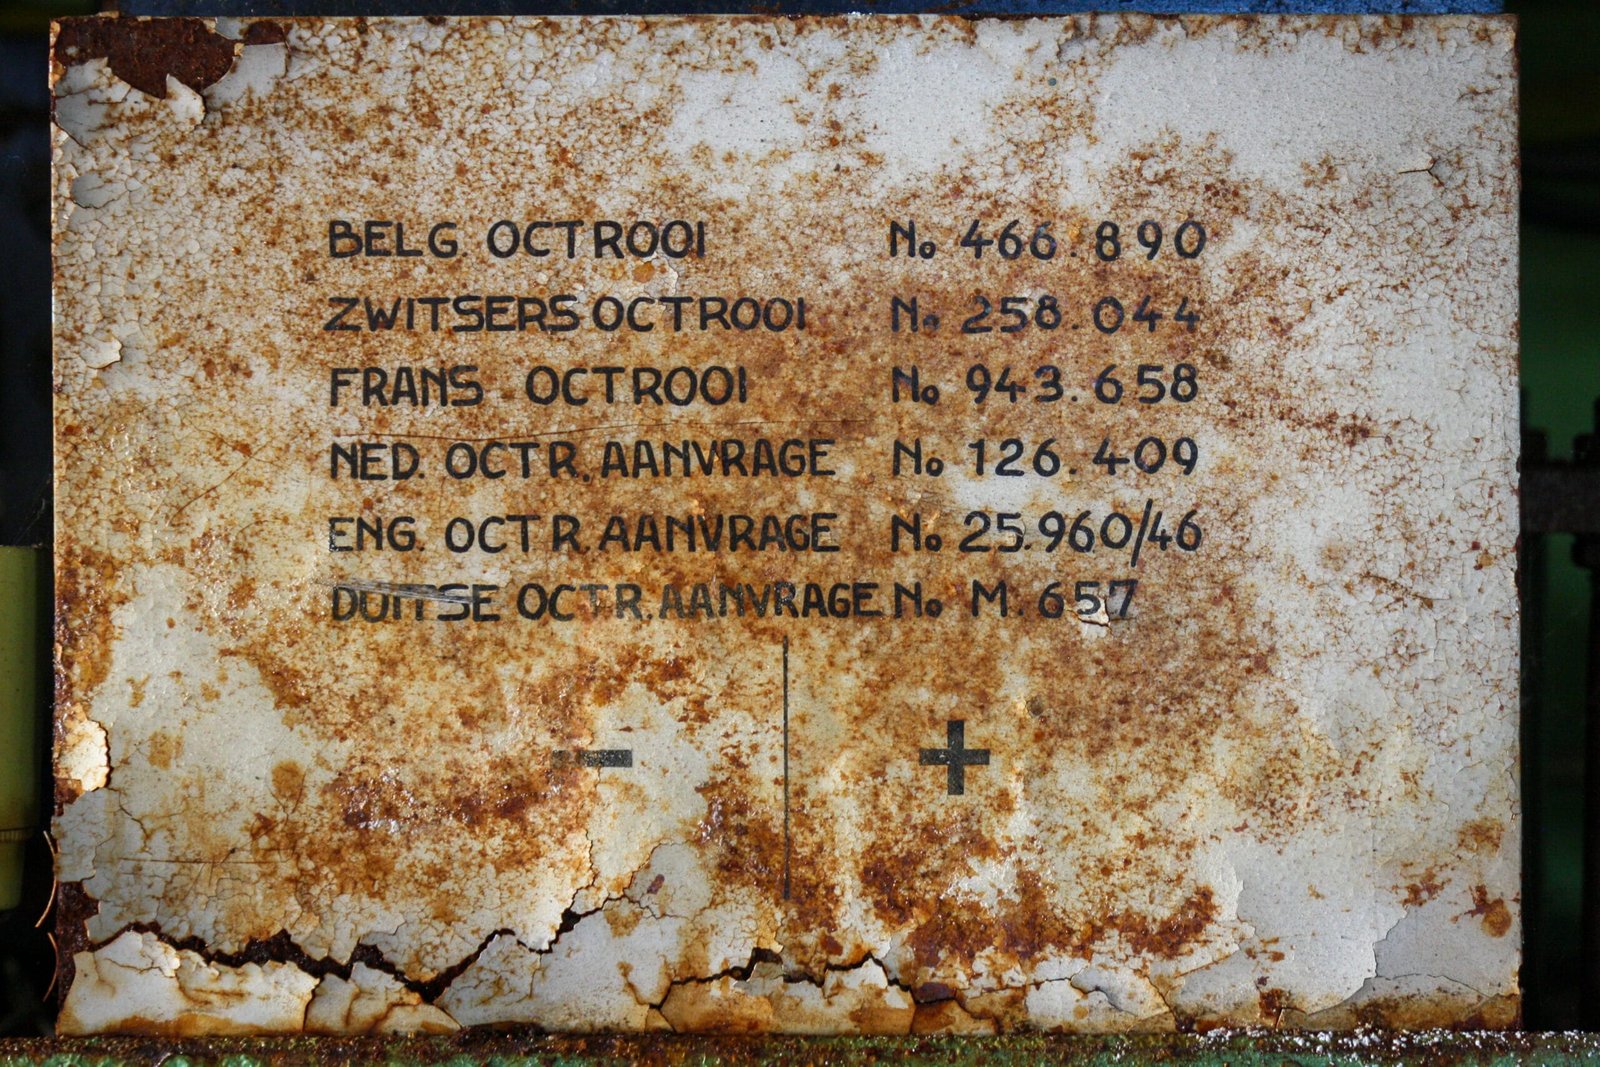 BELG. OCTROOI No 466.890
ZWITSERS OCTROOI No 258.044
FRANS OCTROOI No 943.658
NED. OCTR. AANVRAGE No 126.409
ENG. OCTR. AANVRAGE No 25.960/46
DUITSE OCTR. AANVRAGE No M.657
- +